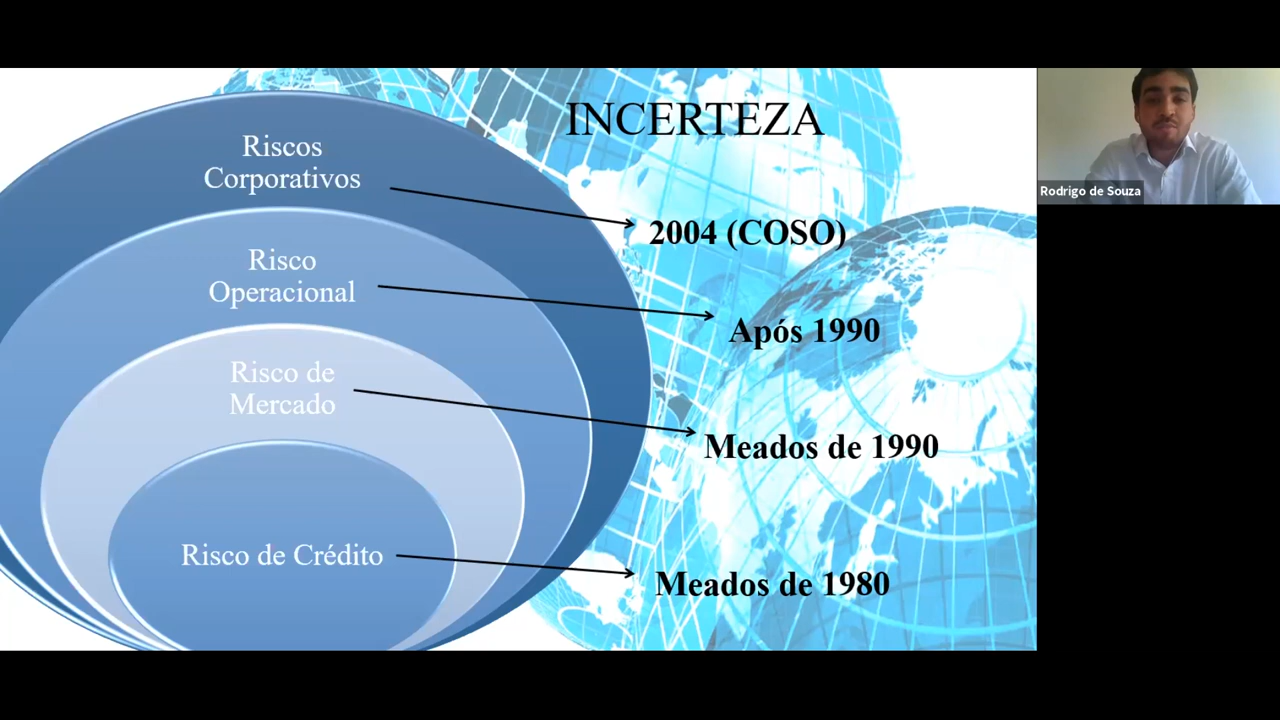 INCERTEZA
Riscos
Corporativos
2004 (COSO)
Risco
Operacional
Após 1990
Risco de
Mercado
Meados de 1990
Risco de Crédito
Meados de 1980
Rodrigo de Souza